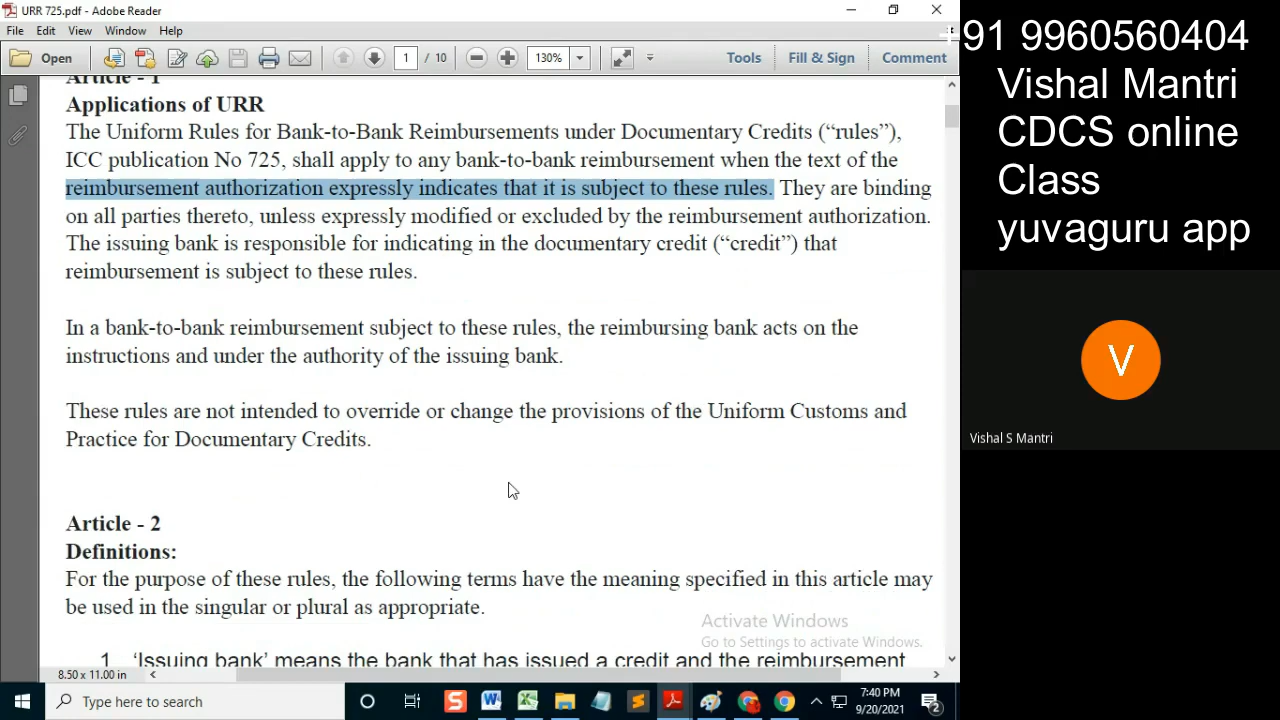 URR 725.pdf - Adobe Reader
File Edit View Window Help
Open 1 / 10 130% Tools Fill & Sign Comment
Article - 1
Applications of URR
The Uniform Rules for Bank-to-Bank Reimbursements under Documentary Credits (“rules”),
ICC publication No 725, shall apply to any bank-to-bank reimbursement when the text of the
reimbursement authorization expressly indicates that it is subject to these rules. They are binding
on all parties thereto, unless expressly modified or excluded by the reimbursement authorization.
The issuing bank is responsible for indicating in the documentary credit (“credit”) that
reimbursement is subject to these rules.
In a bank-to-bank reimbursement subject to these rules, the reimbursing bank acts on the
instructions and under the authority of the issuing bank.
These rules are not intended to override or change the provisions of the Uniform Customs and
Practice for Documentary Credits.
Article - 2
Definitions:
For the purpose of these rules, the following terms have the meaning specified in this article may
be used in the singular or plural as appropriate.
1. ‘Issuing bank’ means the bank that has issued a credit and the reimbursement
Activate Windows
Go to Settings to activate Windows.
8.50 x 11.00 in
Type here to search
7:40 PM
9/20/2021
2
91 9960560404
Vishal Mantri
CDCS online
Class
yuvaguru app
V
Vishal S Mantri